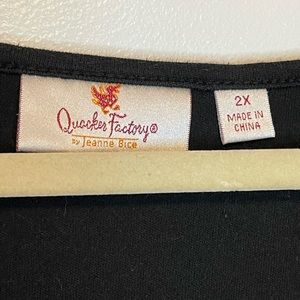 Quacker Factory®
By Jeanne Bice
2X
MADE IN
CHINA